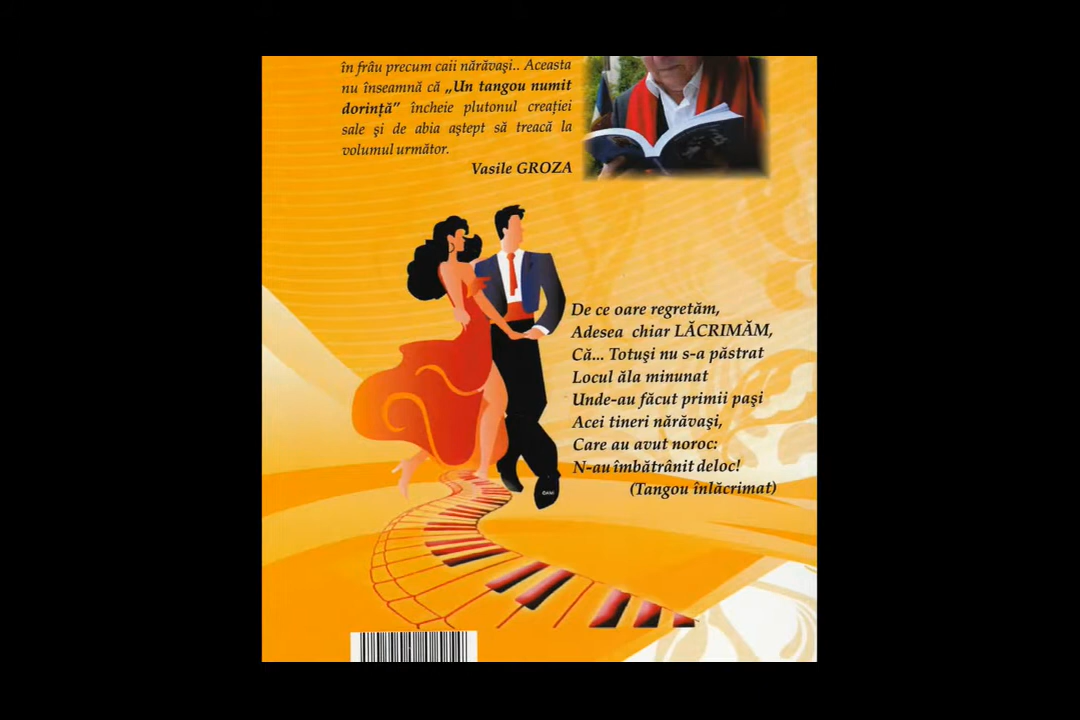 în frâu precum caii nărăvaşi.. Aceasta
nu înseamnă că „Un tangou numit
dorinţă” încheie plutonul creaţiei
sale şi de abia aştept să treacă la
volumul următor.
Vasile GROZA
De ce oare regretăm,
Adesea chiar LĂCRIMĂM,
Că... Totuşi nu s-a păstrat
Locul ăla minunat
Unde-au făcut primii paşi
Acei tineri nărăvaşi,
Care au avut noroc:
N-au îmbătrânit deloc!
(Tangou înlăcrimat)